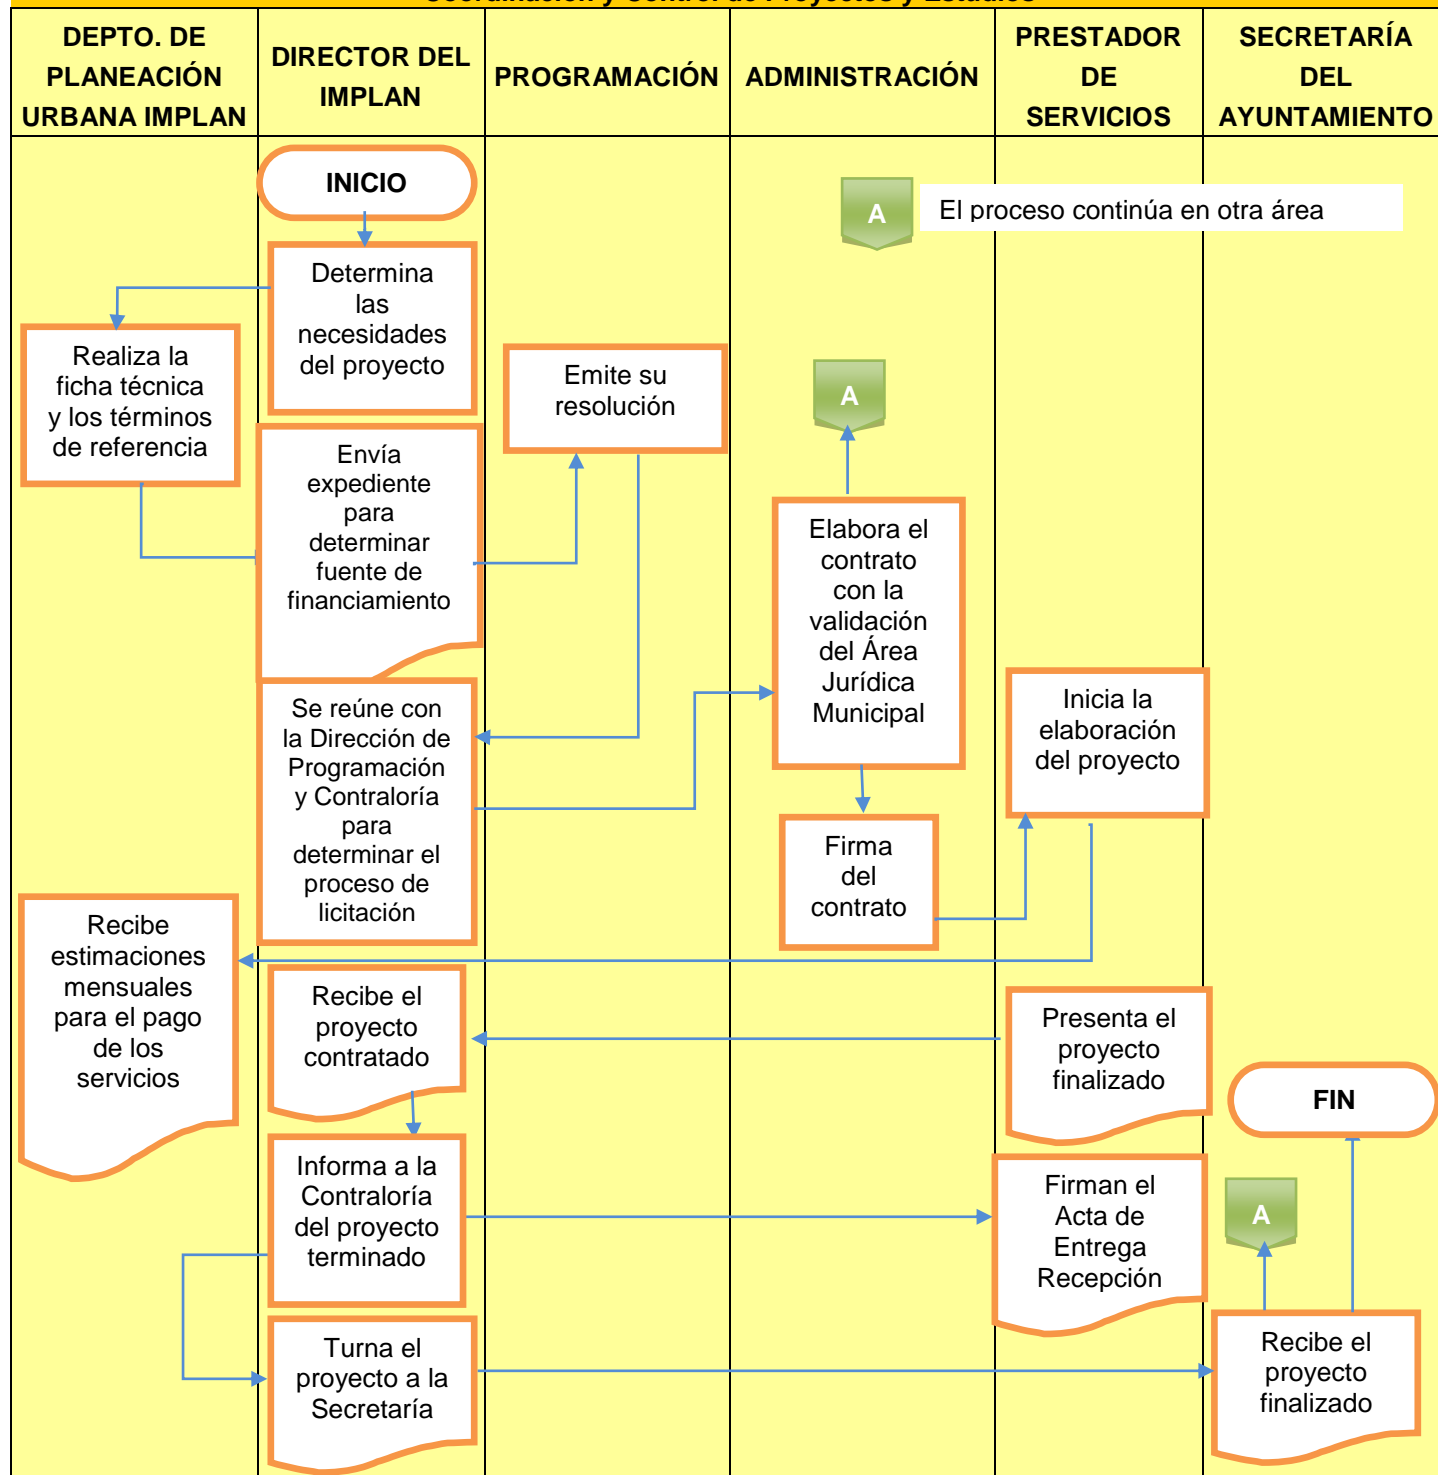 Coordinación y Control de Proyectos y Estudios
DEPTO. DE
PLANEACIÓN
URBANA IMPLAN
DIRECTOR DEL
IMPLAN
PROGRAMACIÓN
ADMINISTRACIÓN
PRESTADOR
DE
SERVICIOS
SECRETARÍA
DEL
AYUNTAMIENTO
INICIO
A
El proceso continúa en otra área
Determina
las
necesidades
del proyecto
Realiza la
ficha técnica
y los términos
de referencia
Emite su
resolución
A
Envía
expediente
para
determinar
fuente de
financiamiento
Elabora el
contrato
con la
validación
del Área
Jurídica
Municipal
Se reúne con
la Dirección de
Programación
y Contraloría
para
determinar el
proceso de
licitación
Inicia la
elaboración
del proyecto
Firma
del
contrato
Recibe
estimaciones
mensuales
para el pago
de los
servicios
Recibe el
proyecto
contratado
Presenta el
proyecto
finalizado
FIN
Informa a la
Contraloría
del proyecto
terminado
Firman el
Acta de
Entrega
Recepción
A
Turna el
proyecto a la
Secretaría
Recibe el
proyecto
finalizado